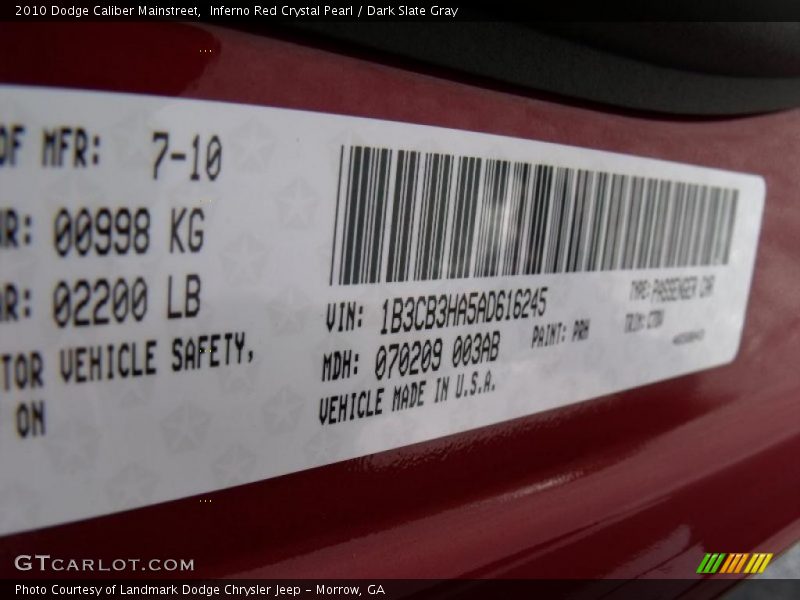 2010 Dodge Caliber Mainstreet, Inferno Red Crystal Pearl / Dark Slate Gray
OF MFR: 7-10
00998 KG
02200 LB
TOR VEHICLE SAFETY,
ON
VIN: 1B3CB3HA5AD616245
TYPE: PASSENGER CAR
MDH: 070209 003AB
PAINT: PRH
TRIM:
VEHICLE MADE IN U.S.A.
GTCARLOT.COM
Photo Courtesy of Landmark Dodge Chrysler Jeep - Morrow, GA